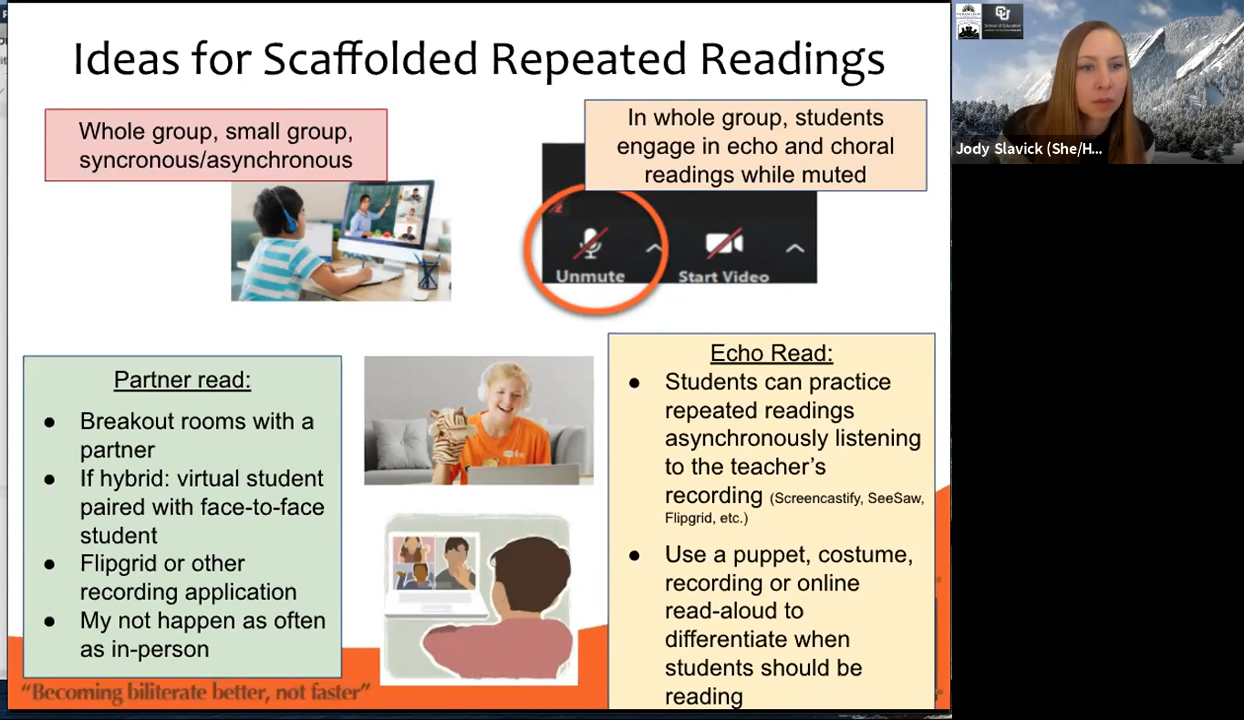 Ideas for Scaffolded Repeated Readings
Whole group, small group,
syncronous/asynchronous
In whole group, students
engage in echo and choral
readings while muted
Unmute
Start Video
Partner read:
● Breakout rooms with a
partner
● If hybrid: virtual student
paired with face-to-face
student
● Flipgrid or other
recording application
● My not happen as often
as in-person
Echo Read:
● Students can practice
repeated readings
asynchronously listening
to the teacher's
recording (Screencastify, SeeSaw,
Flipgrid, etc.)
● Use a puppet, costume,
recording or online
read-aloud to
differentiate when
students should be
reading
"Becoming biliterate better, not faster"
Jody Slavick (She/H...